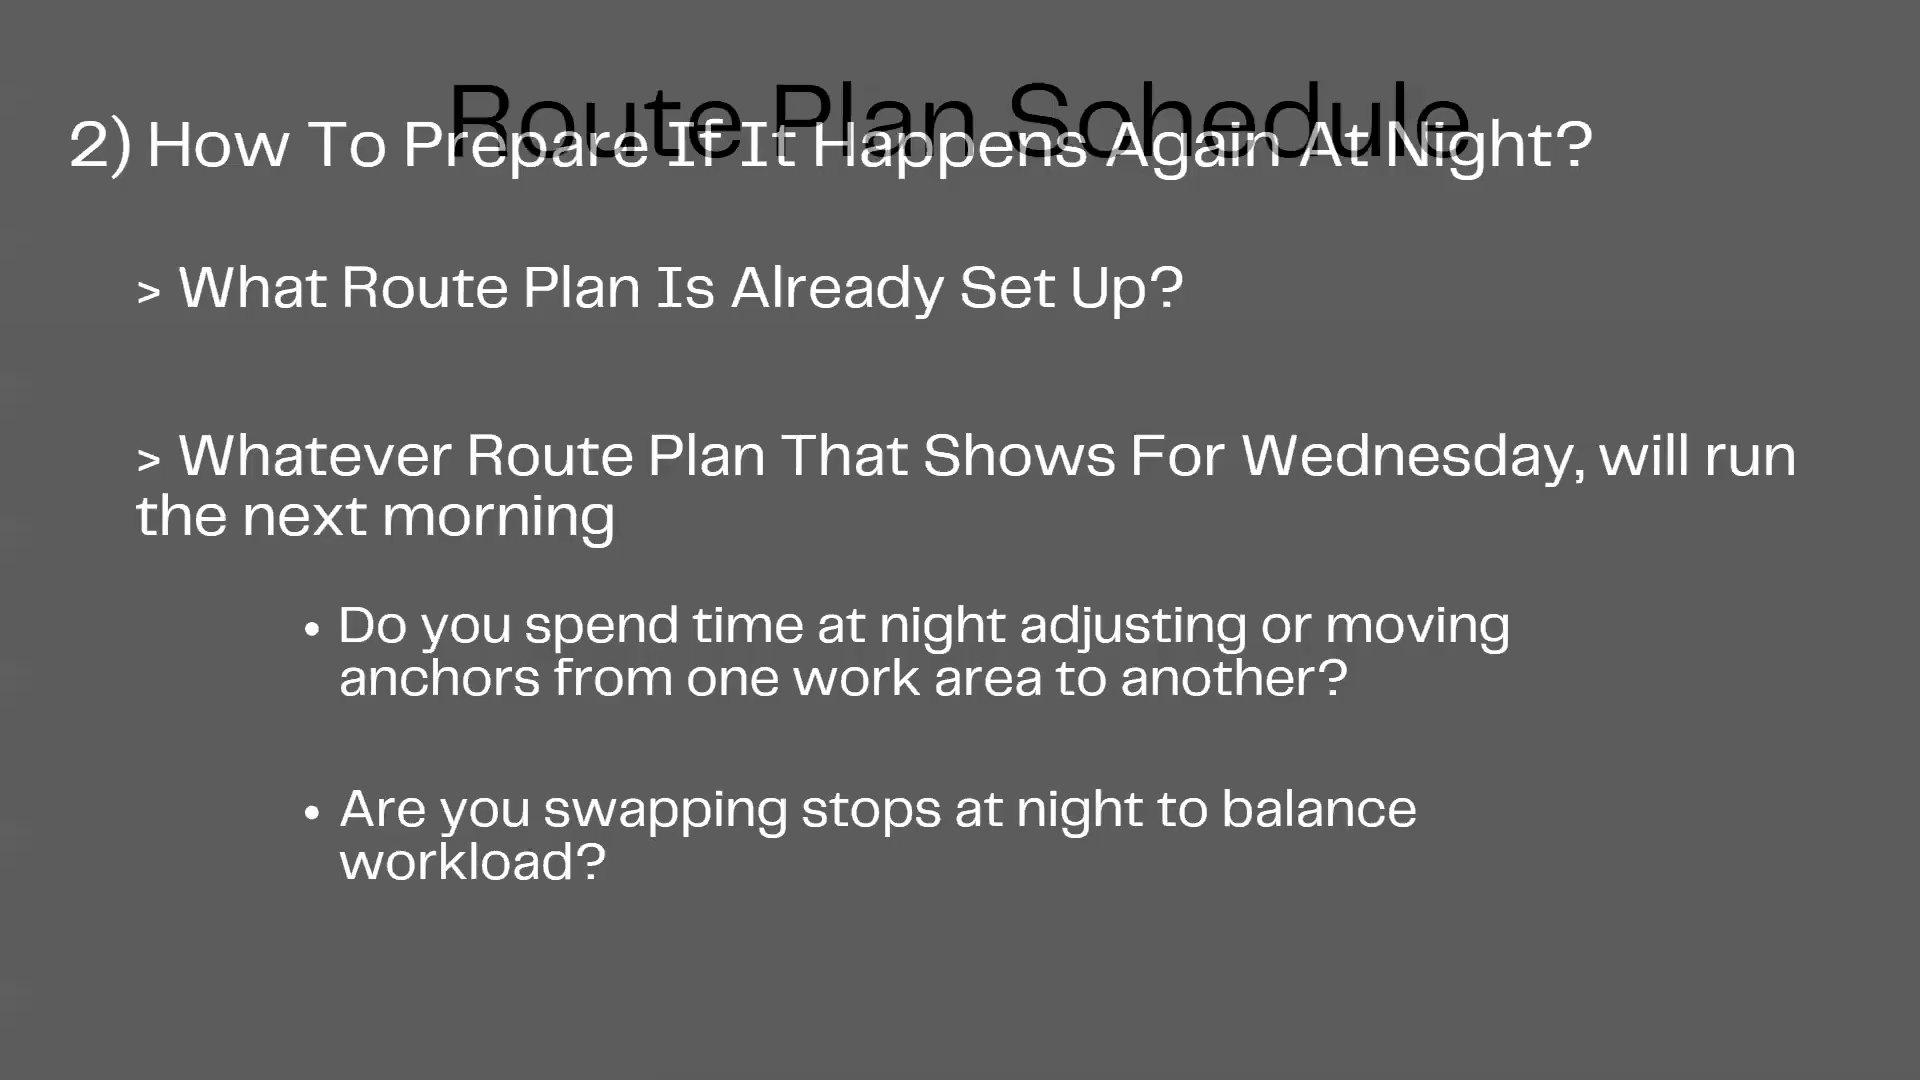 Route Plan Schedule
2) How To Prepare If It Happens Again At Night?
> What Route Plan Is Already Set Up?
> Whatever Route Plan That Shows For Wednesday, will run
the next morning
• Do you spend time at night adjusting or moving
anchors from one work area to another?
• Are you swapping stops at night to balance
workload?